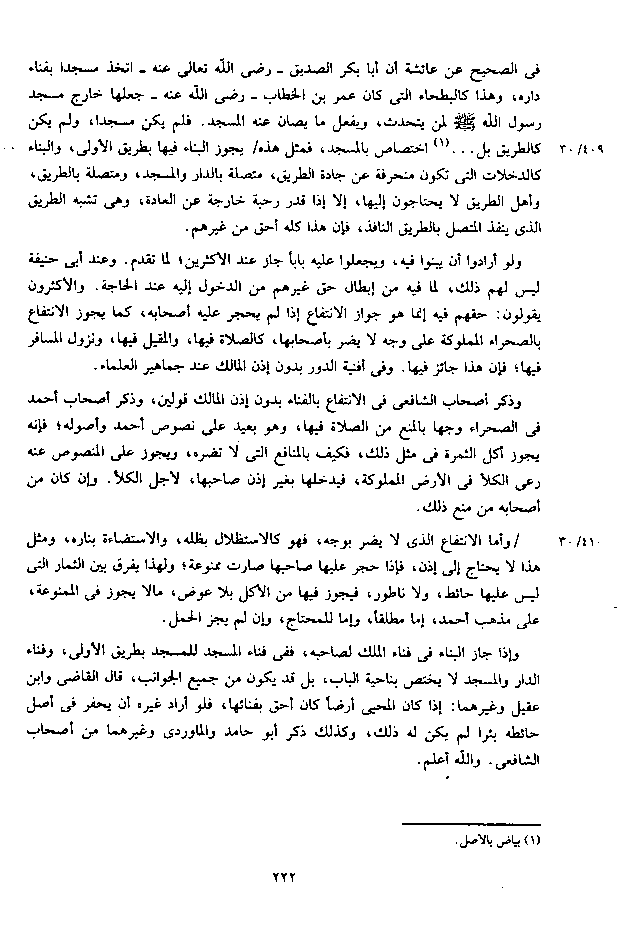 فى الصحيح عن عائشة أن أبا بكر الصديق ـ رضى الله تعالى عنه ـ اتخذ مسجدا بفناء
داره، وهذا كالبطحاء التى كان عمر بن الخطاب ـ رضى الله عنه ـ جعلها خارج مسجد
رسول الله ﷺ لمن يتحدث، ويفعل ما يصان عنه المسجد. فلم يكن مسجدا، ولم يكن
٣٠/٤٠٩ كالطريق بل...(١) اختصاص بالمسجد، فمثل هذه/ يجوز البناء فيها بطريق الأولى، والبناء
كالدخلات التى تكون منحرفة عن جادة الطريق، متصلة بالدار والمسجد، ومتصلة بالطريق،
وأهل الطريق لا يحتاجون إليها، إلا إذا قدر رحبة خارجة عن العادة، وهى تشبه الطريق
الذى ينفذ المتصل بالطريق النافذ، فإن هذا كله أحق من غيرهم.
ولو أرادوا أن يبنوا فيه، ويجعلوا عليه بابأ جاز عند الأكثرين؛ لما تقدم. وعند أبى حنيفة
ليس لهم ذلك، لما فيه من إبطال حق غيرهم من الدخول إليه عند الحاجة. والأكثرون
يقولون: حقهم فيه إنما هو جواز الانتفاع إذا لم يحجر عليه أصحابه، كما يجوز الانتفاع
بالصحراء المملوكة على وجه لا يضر بأصحابها، كالصلاة فيها، والمقيل فيها، ونزول المسافر
فيها؛ فإن هذا جائز فيها. وفى أفنية الدور بدون إذن المالك عند جماهير العلماء.
وذكر أصحاب الشافعى فى الانتفاع بالفناء بدون إذن المالك قولين، وذكر أصحاب أحمد
فى الصحراء وجها بالمنع من الصلاة فيها، وهو بعيد على نصوص أحمد وأصوله؛ فإنه
يجوز أكل الثمرة فى مثل ذلك، فكيف بالمنافع التى لا تضره، ويجوز على المنصوص عنه
رعى الكلأ فى الأرض المملوكة، فيدخلها بغير إذن صاحبها، لأجل الكلأ. وإن كان من
أصحابه من منع ذلك.
٣٠/٤١٠ /وأما الانتفاع الذى لا يضر بوجه، فهو كالاستظلال بظله، والاستضاءة بناره، ومثل
هذا لا يحتاج إلى إذن، فإذا حجر عليها صاحبها صارت ممنوعة؛ ولهذا يفرق بين الثمار التى
ليس عليها حائط، ولا ناطور، فيجوز فيها من الأكل بلا عوض، مالا يجوز فى الممنوعة،
على مذهب أحمد، إما مطلقأ، وإما للمحتاج، وإن لم يجز الحمل.
وإذا جاز البناء فى فناء الملك لصاحبه، ففى فناء المسجد للمسجد بطريق الأولى، وفناء
الدار والمسجد لا يختص بناحية الباب، بل قد يكون من جميع الجوانب، قال القاضى وابن
عقيل وغيرهما: إذا كان المحيى أرضأ كان أحق بفنائها، فلو أراد غيره أن يحفر فى أصل
حائطه بئرا لم يكن له ذلك، وكذلك ذكر أبو حامد والماوردى وغيرهما من أصحاب
الشافعى. والله أعلم.
(١) بياض بالأصل.
٢٢٢